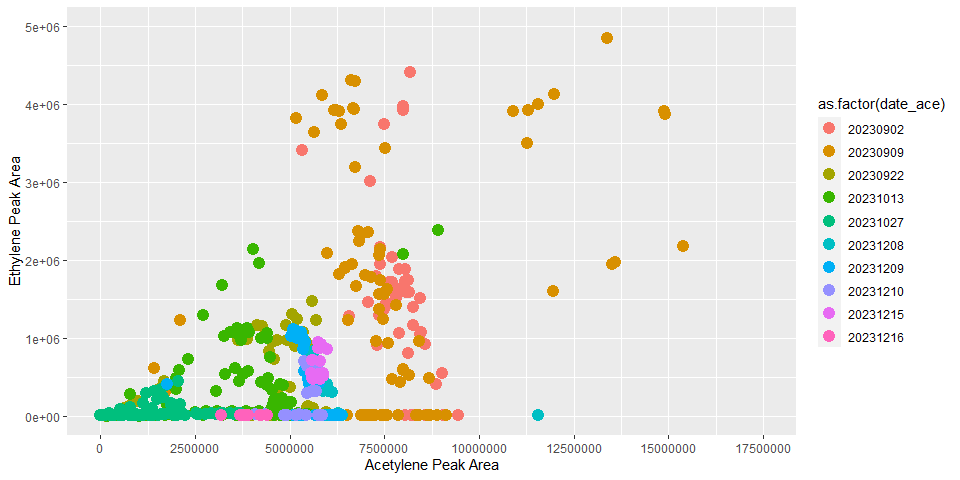 5e+06
4e+06
3e+06
2e+06
1e+06
0e+00
Ethylene Peak Area
0
2500000
5000000
7500000
10000000
12500000
15000000
17500000
Acetylene Peak Area
as.factor(date_ace)
20230902
20230909
20230922
20231013
20231027
20231208
20231209
20231210
20231215
20231216